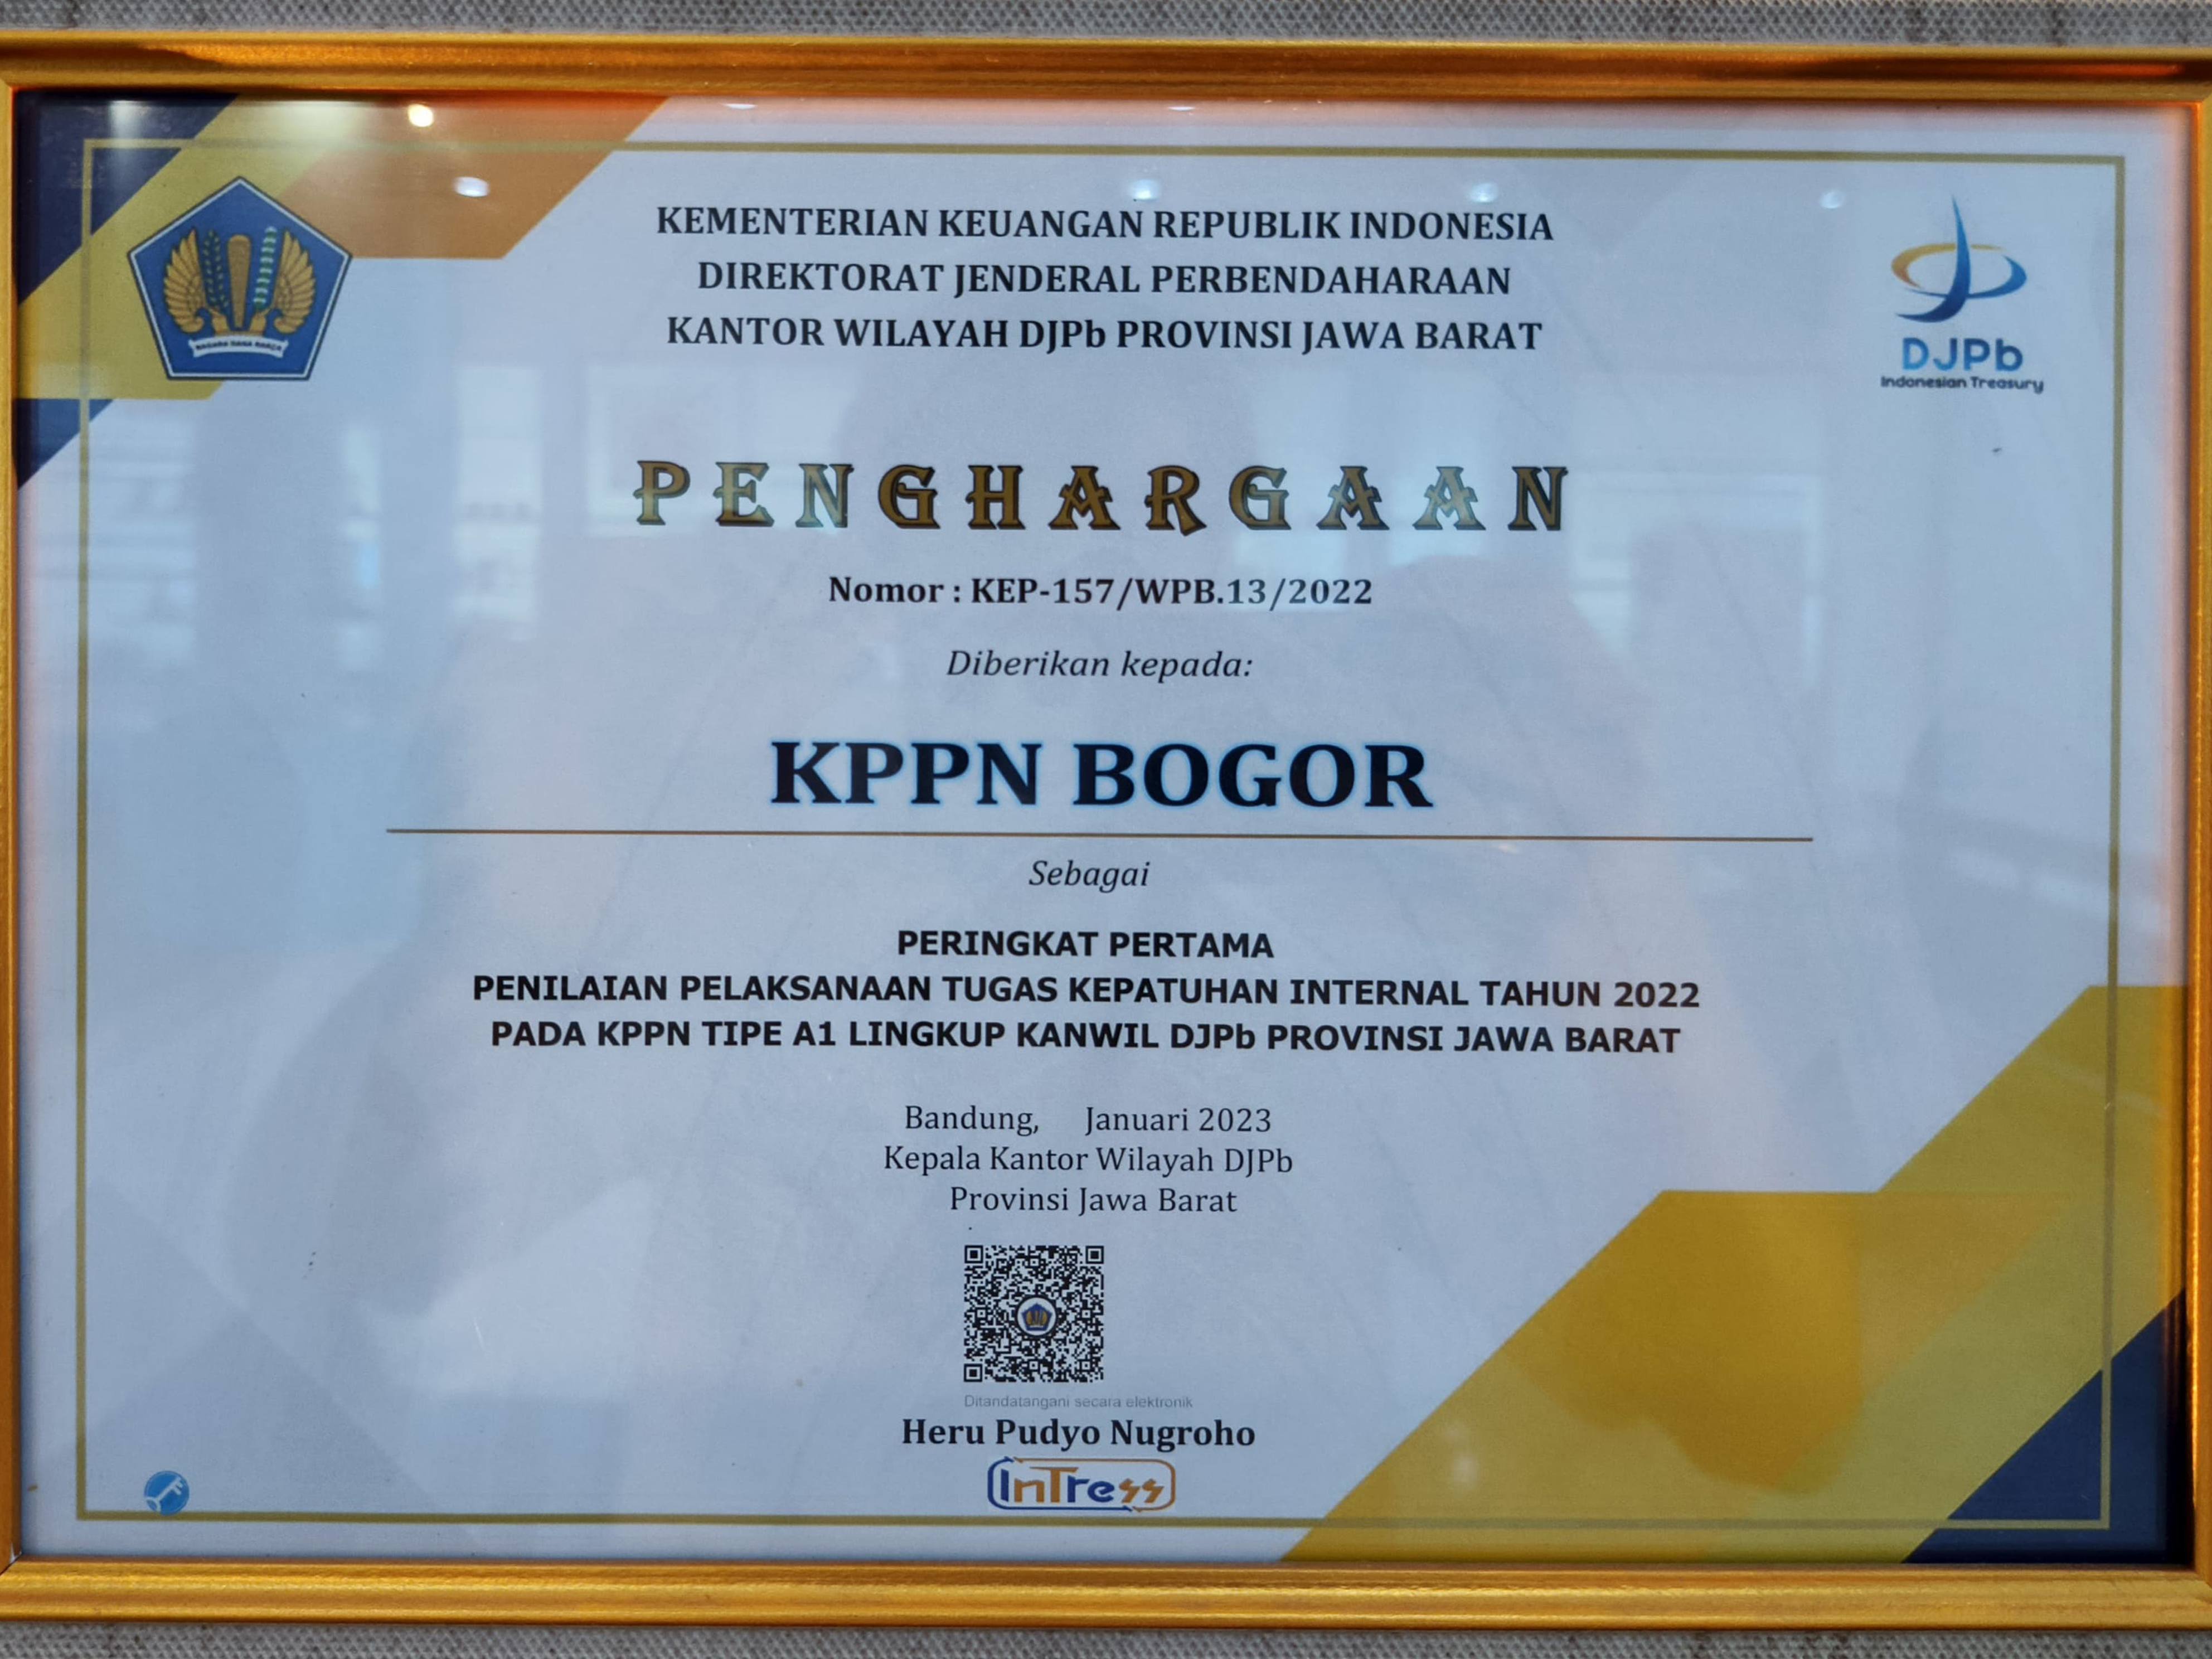 KEMENTERIAN KEUANGAN REPUBLIK INDONESIA
DIREKTORAT JENDERAL PERBENDAHARAAN
KANTOR WILAYAH DJPb PROVINSI JAWA BARAT
NAGARA DANA RAKCA
DJPb
Indonesian Treasury
PENGHARGAAN
Nomor : KEP-157/WPB.13/2022
Diberikan kepada:
KPPN BOGOR
Sebagai
PERINGKAT PERTAMA
PENILAIAN PELAKSANAAN TUGAS KEPATUHAN INTERNAL TAHUN 2022
PADA KPPN TIPE A1 LINGKUP KANWIL DJPb PROVINSI JAWA BARAT
Bandung, Januari 2023
Kepala Kantor Wilayah DJPb
Provinsi Jawa Barat
Ditandatangani secara elektronik
Heru Pudyo Nugroho
InTress